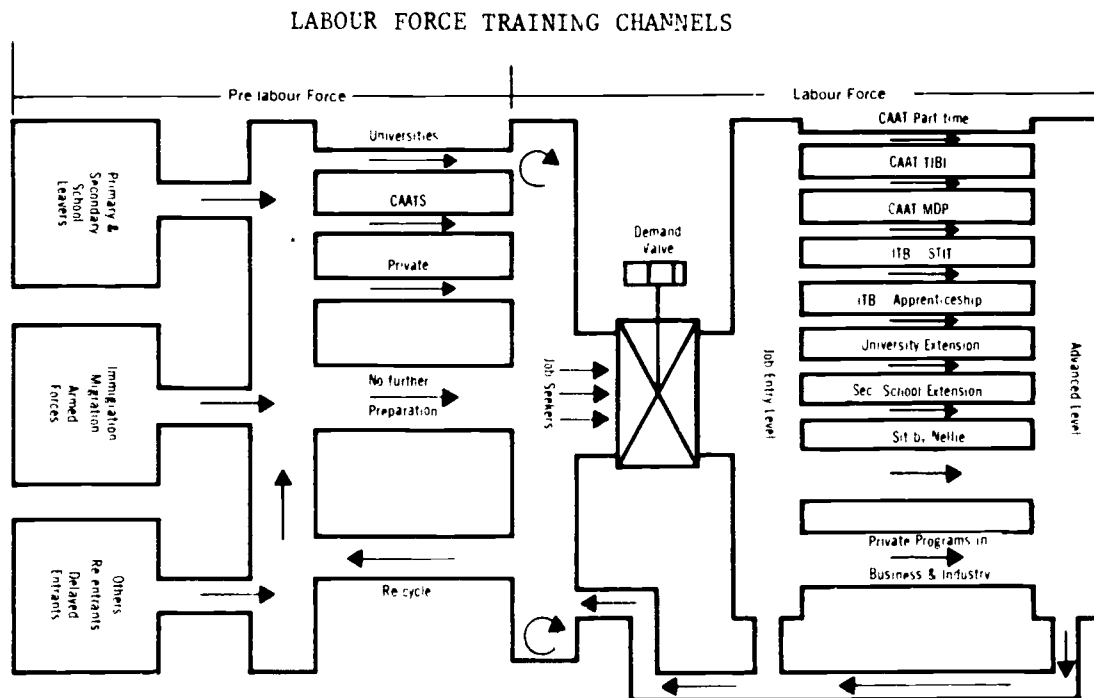 LABOUR FORCE TRAINING CHANNELS
Pre labour Force
Labour Force
Primary &
Secondary
School
Leavers
Immigration
Migration
Armed
Forces
Others
Re entrants
Delayed
Entrants
Universities
CAATS
Private
No further
Preparation
Re cycle
Job Seekers
Demand
Valve
Job Entry Level
CAAT Part time
CAAT TIBI
CAAT MDP
ITB STIT
ITB Apprenticeship
University Extension
Sec School Extension
Sit by Nellie
Private Programs in
Business & Industry
Advanced Level